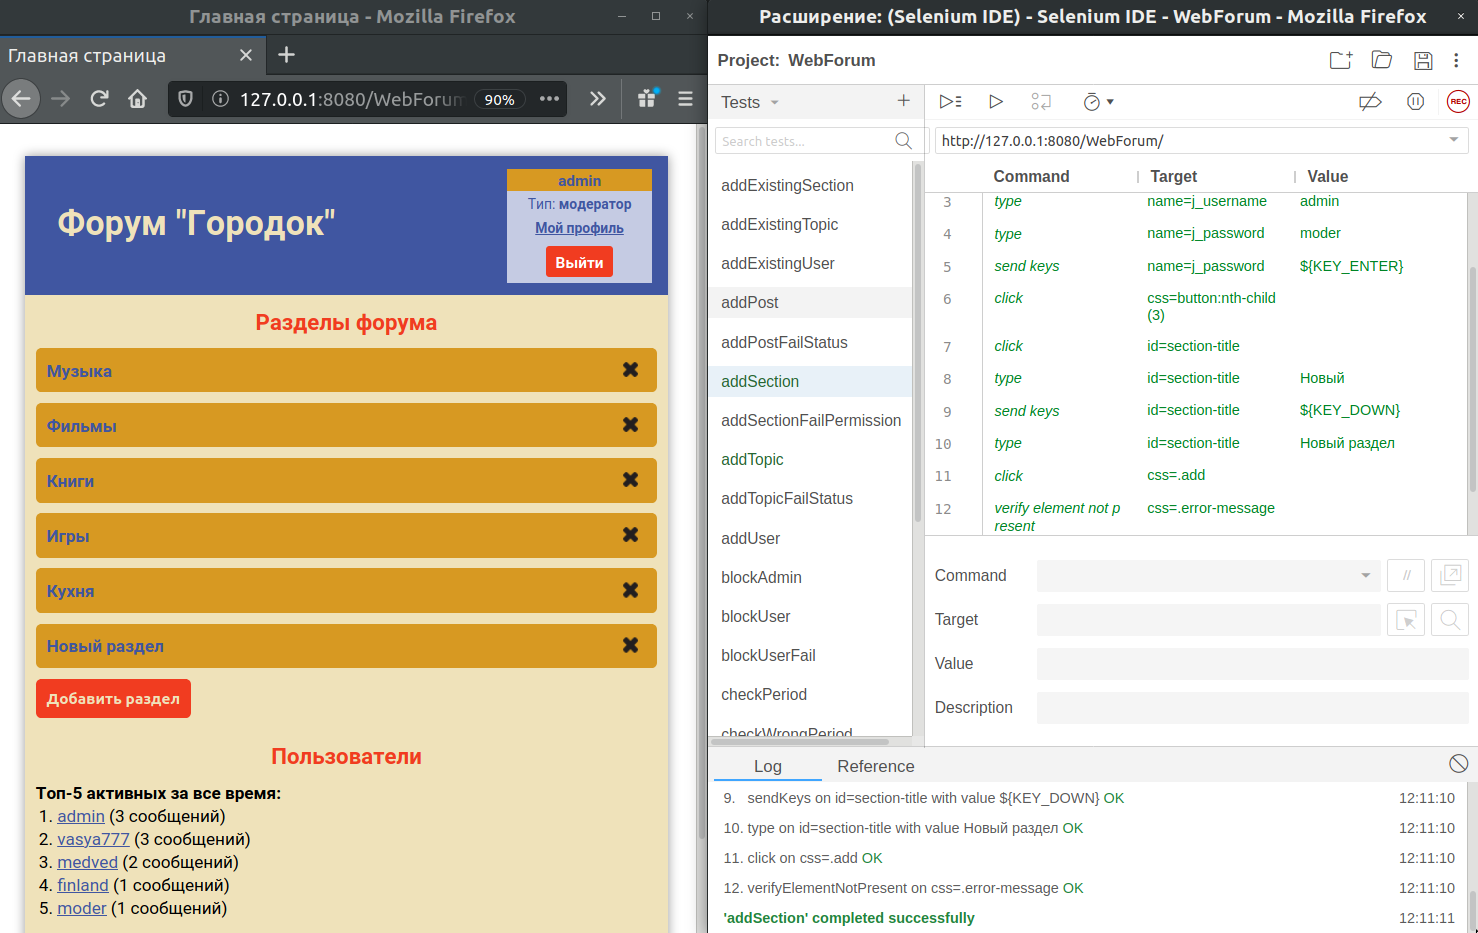 Главная страница - Mozilla Firefox
Главная страница
127.0.0.1:8080/WebForum
90%
Форум "Городок"
admin
Тип: модератор
Мой профиль
Выйти
Разделы форума
Музыка
Фильмы
Книги
Игры
Кухня
Новый раздел
Добавить раздел
Пользователи
Топ-5 активных за все время:
1. admin (3 сообщений)
2. vasya777 (3 сообщений)
3. medved (2 сообщений)
4. finland (1 сообщений)
5. moder (1 сообщений)
Расширение: (Selenium IDE) - Selenium IDE - WebForum - Mozilla Firefox
Project: WebForum
Tests
Search tests...
addExistingSection
addExistingTopic
addExistingUser
addPost
addPostFailStatus
addSection
addSectionFailPermission
addTopic
addTopicFailStatus
addUser
blockAdmin
blockUser
blockUserFail
checkPeriod
checkWrongPeriod
REC
http://127.0.0.1:8080/WebForum/
Command Target Value
3 type name=j_username admin
4 type name=j_password moder
5 send keys name=j_password ${KEY_ENTER}
6 click css=button:nth-child
(3)
7 click id=section-title
8 type id=section-title Новый
9 send keys id=section-title ${KEY_DOWN}
10 type id=section-title Новый раздел
11 click css=.add
12 verify element not p css=.error-message
resent
Command
//
Target
Value
Description
Log Reference
9. sendKeys on id=section-title with value ${KEY_DOWN} OK 12:11:10
10. type on id=section-title with value Новый раздел OK 12:11:10
11. click on css=.add OK 12:11:10
12. verifyElementNotPresent on css=.error-message OK 12:11:10
'addSection' completed successfully 12:11:11